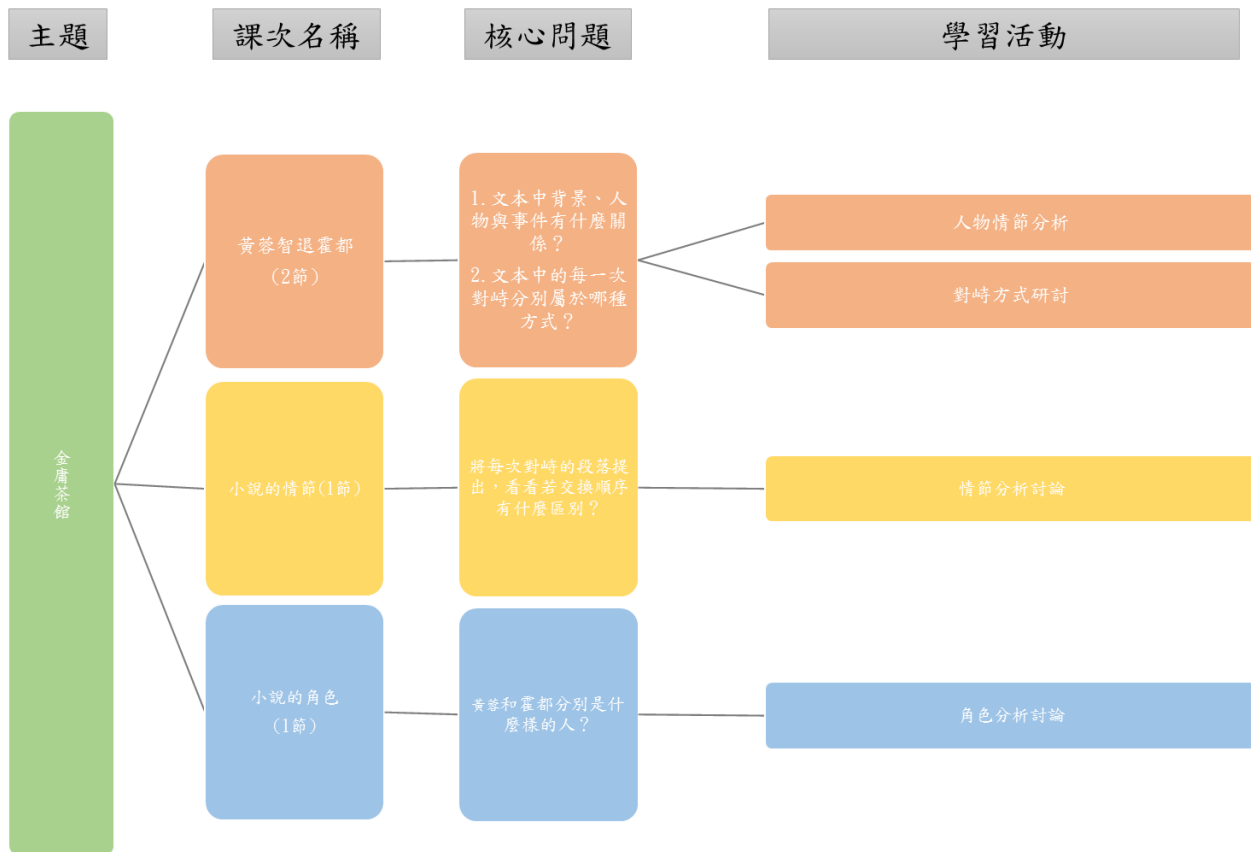 主題
課次名稱
核心問題
學習活動
金庸茶館
黃蓉智退霍都
(2節)
1.文本中背景、人
物與事件有什麼關
係？
2.文本中的每一次
對峙分別屬於哪種
方式？
人物情節分析
對峙方式研討
小說的情節(1節)
將每次對峙的段落提
出，看看若交換順序
有什麼區別？
情節分析討論
小說的角色
(1節)
黃蓉和霍都分別是什
麼樣的人？
角色分析討論